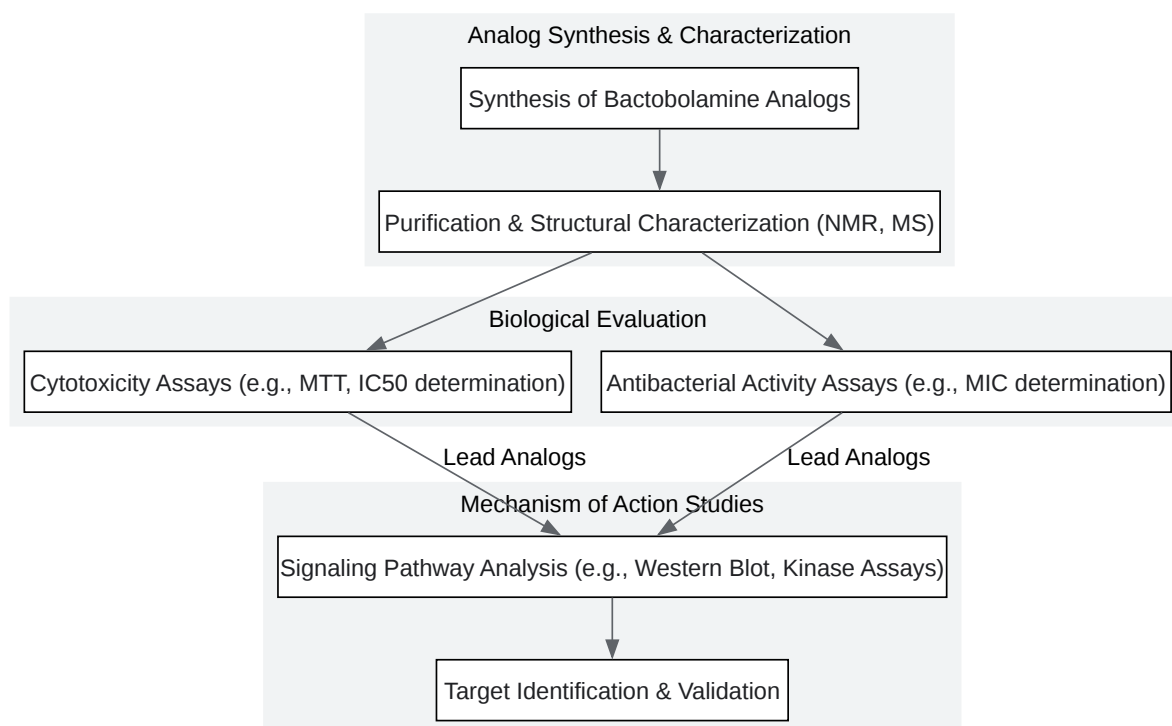 Analog Synthesis & Characterization
Synthesis of Bactobolamine Analogs
Purification & Structural Characterization (NMR, MS)
Biological Evaluation
Cytotoxicity Assays (e.g., MTT, IC50 determination)
Antibacterial Activity Assays (e.g., MIC determination)
Lead Analogs
Lead Analogs
Mechanism of Action Studies
Signaling Pathway Analysis (e.g., Western Blot, Kinase Assays)
Target Identification & Validation